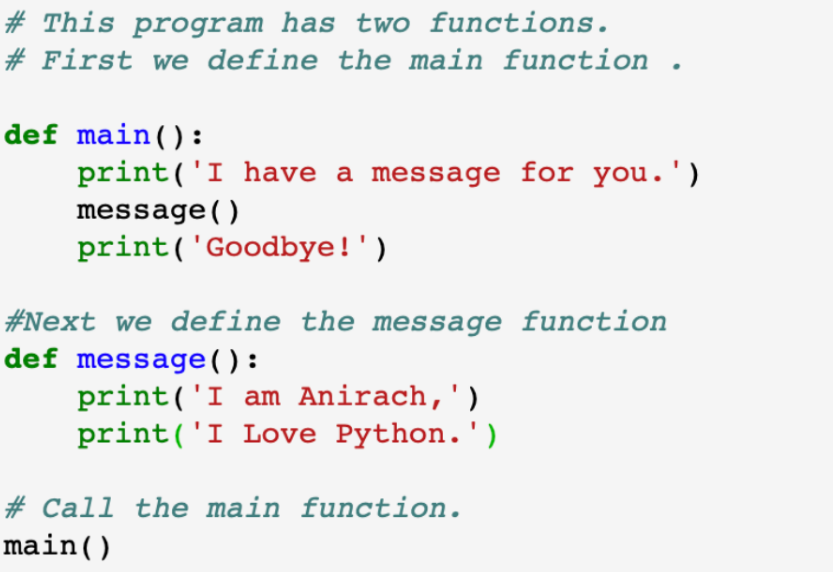 # This program has two functions.
# First we define the main function .
def main():
    print('I have a message for you.')
    message()
    print('Goodbye!')
#Next we define the message function
def message():
    print('I am Anirach,')
    print('I Love Python.')
# Call the main function.
main()